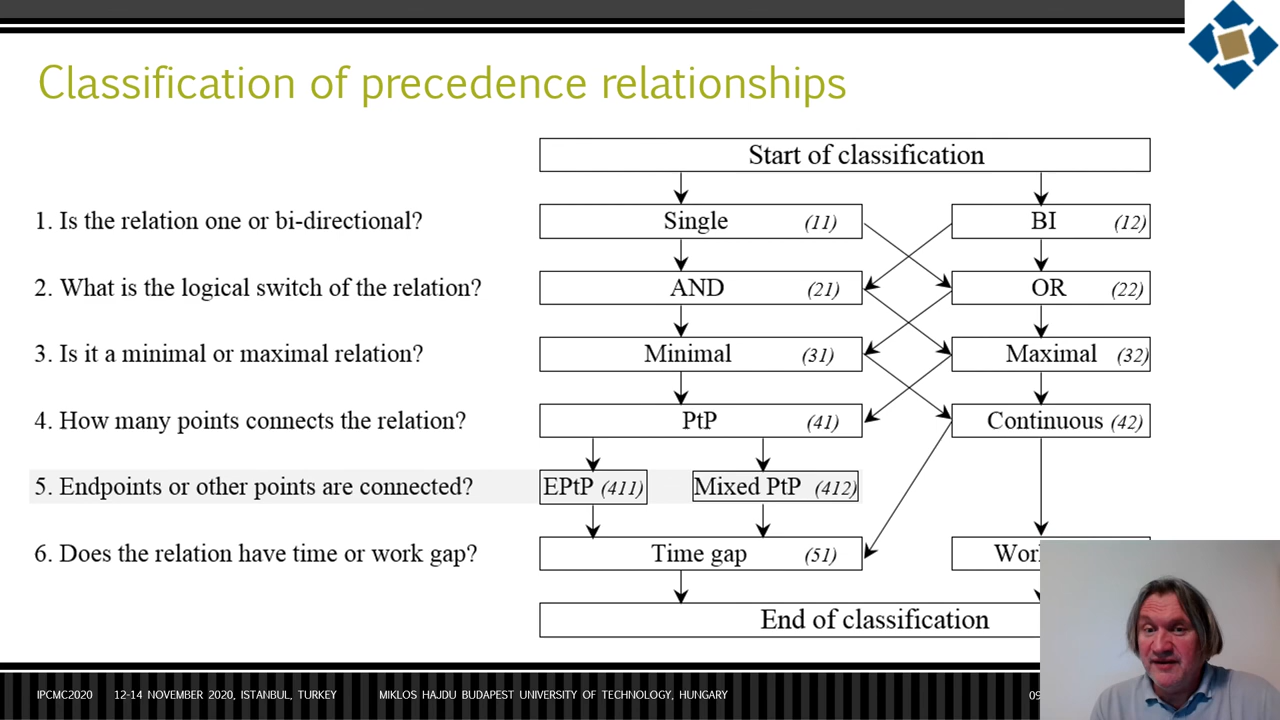 Classification of precedence relationships
Start of classification
1. Is the relation one or bi-directional?
Single (11)
BI (12)
2. What is the logical switch of the relation?
AND (21)
OR (22)
3. Is it a minimal or maximal relation?
Minimal (31)
Maximal (32)
4. How many points connects the relation?
PtP (41)
Continuous (42)
5. Endpoints or other points are connected?
EPtP (411)
Mixed PtP (412)
6. Does the relation have time or work gap?
Time gap (51)
End of classification
IPCMC2020 12-14 NOVEMBER 2020, ISTANBUL, TURKEY MIKLOS HAJDU BUDAPEST UNIVERSITY OF TECHNOLOGY, HUNGARY